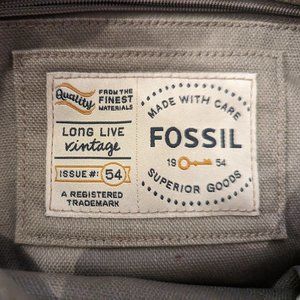 Quality
FROM THE
FINEST
MATERIALS
LONG LIVE
vintage
ISSUE #: 54
A REGISTERED
TRADEMARK
MADE WITH CARE
FOSSIL
19 54
SUPERIOR GOODS